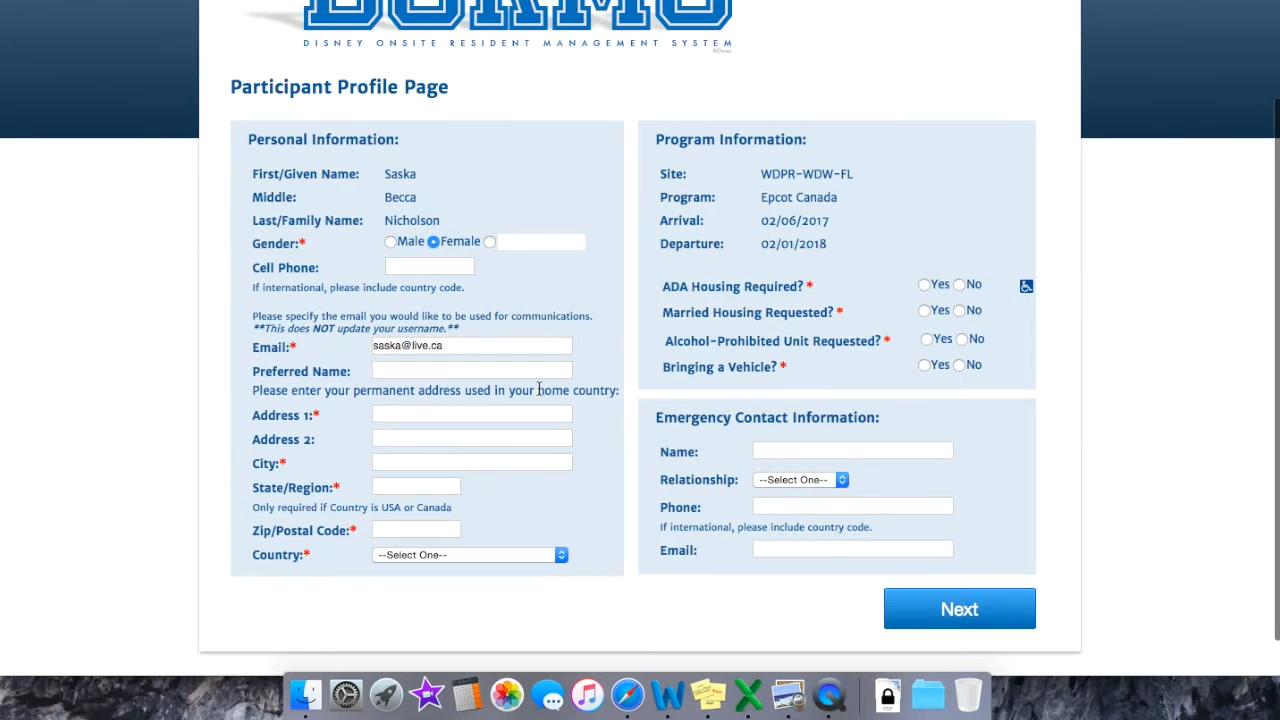 DORMS
DISNEY ONSITE RESIDENT MANAGEMENT SYSTEM
©Disney
Participant Profile Page
Personal Information:
First/Given Name: Saska
Middle: Becca
Last/Family Name: Nicholson
Gender:* Male Female
Cell Phone:
If international, please include country code.
Please specify the email you would like to be used for communications.
**This does NOT update your username.**
Email:* saska@live.ca
Preferred Name:
Please enter your permanent address used in your home country:
Address 1:*
Address 2:
City:*
State/Region:*
Only required if Country is USA or Canada
Zip/Postal Code:*
Country:* --Select One--
Program Information:
Site: WDPR-WDW-FL
Program: Epcot Canada
Arrival: 02/06/2017
Departure: 02/01/2018
ADA Housing Required? * Yes No
Married Housing Requested? * Yes No
Alcohol-Prohibited Unit Requested? * Yes No
Bringing a Vehicle? * Yes No
Emergency Contact Information:
Name:
Relationship: --Select One--
Phone:
If international, please include country code.
Email:
Next